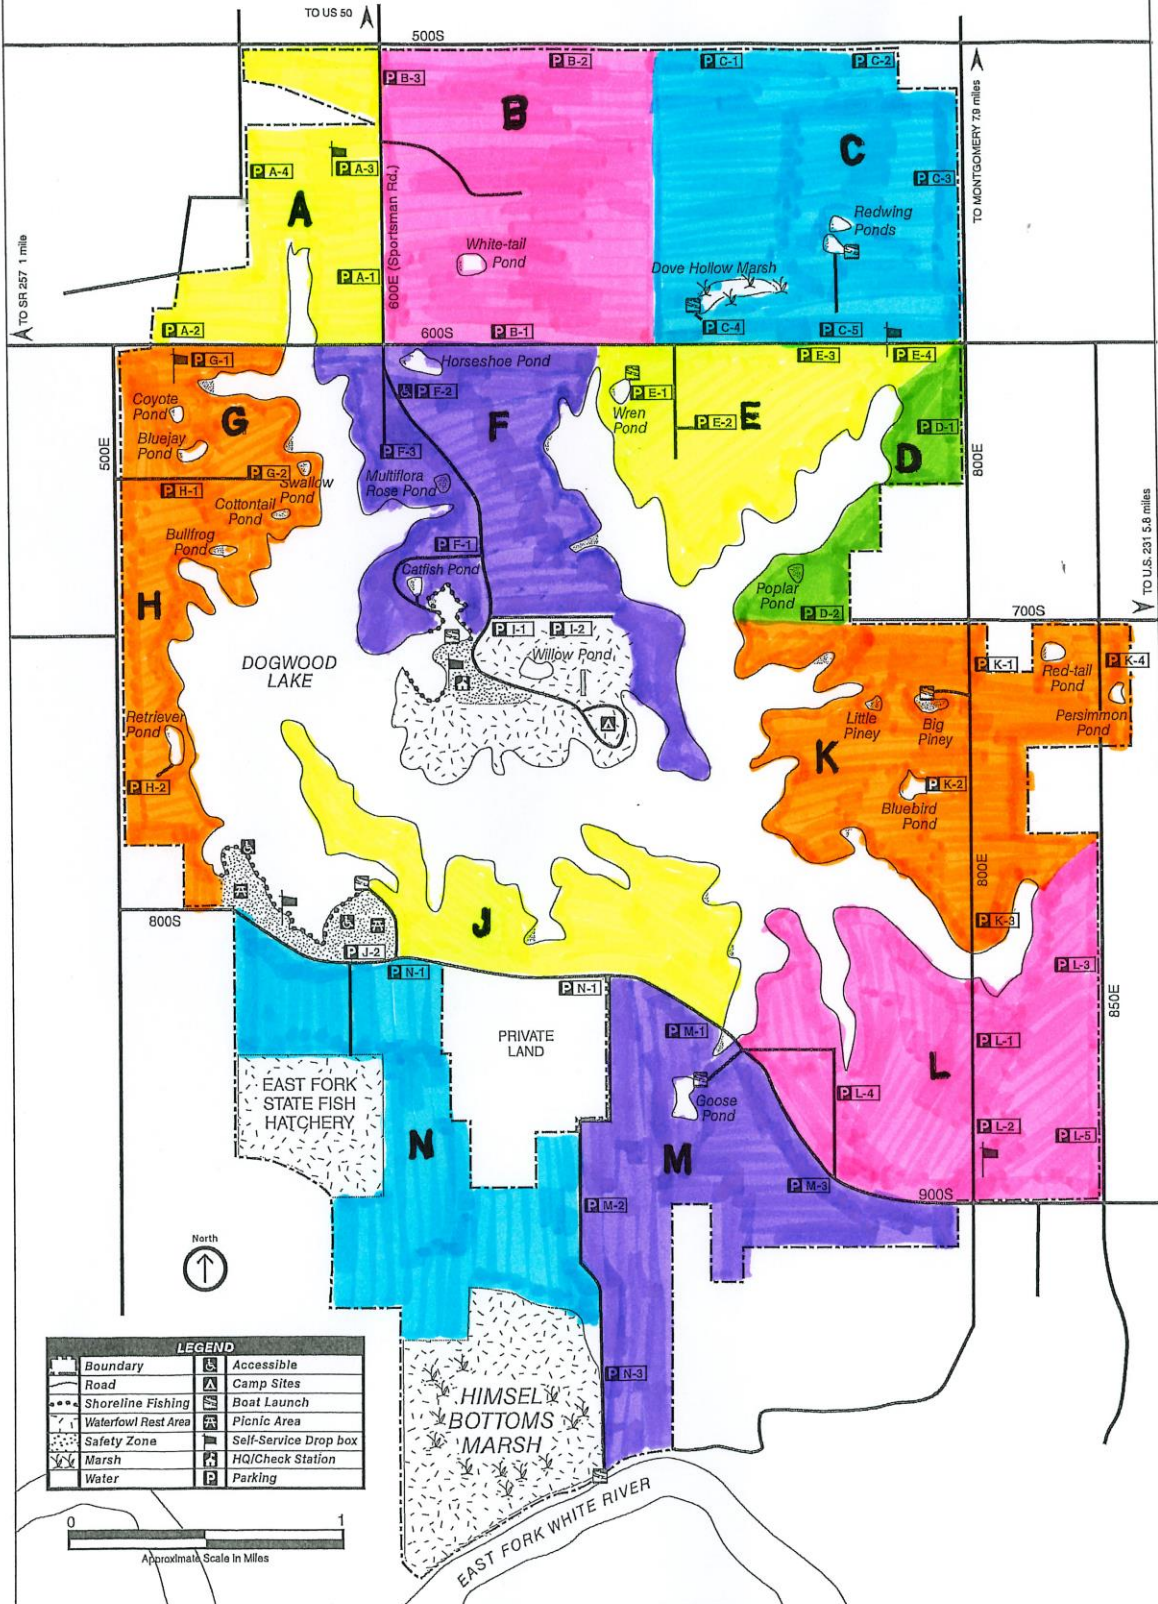 TO US 50
500S
B-2
C-1
C-2
B-3
TO MONTGOMERY 7.9 miles
B
C
A-4
A-3
C-3
A
600E (Sportsman Rd.)
Redwing
Ponds
White-tail
Pond
TO SR 257 1 mile
A-1
Dove Hollow Marsh
A-2
600S
B-1
C-4
C-5
G-1
Horseshoe Pond
E-3
E-4
F-2
E-1
Coyote
Pond
G
F
Wren
Pond
E-2
E
D-1
Bluejay
Pond
D
500E
F-3
800E
G-2
Swallow
Pond
Multiflora
Rose Pond
H-1
Cottontail
Pond
TO U.S. 231 5.8 miles
Bullfrog
Pond
F-1
Catfish Pond
Poplar
Pond
H
D-2
700S
I-1
I-2
Willow Pond
DOGWOOD
LAKE
K-1
K-4
Red-tail
Pond
Retriever
Pond
Little
Piney
Big
Piney
Persimmon
Pond
K
H-2
K-2
Bluebird
Pond
800E
800S
J
K-3
J-2
N-1
N-1
L-3
850E
PRIVATE
LAND
M-1
L-1
L
EAST FORK
STATE FISH
HATCHERY
Goose
Pond
L-4
L-2
L-5
N
M
M-3
900S
M-2
North
LEGEND
Boundary
Accessible
Road
Camp Sites
Shoreline Fishing
Boat Launch
Waterfowl Rest Area
Picnic Area
Safety Zone
Self-Service Drop box
Marsh
HQ/Check Station
Water
P
Parking
N-3
HIMSEL
BOTTOMS
MARSH
0
1
Approximate Scale in Miles
EAST FORK WHITE RIVER